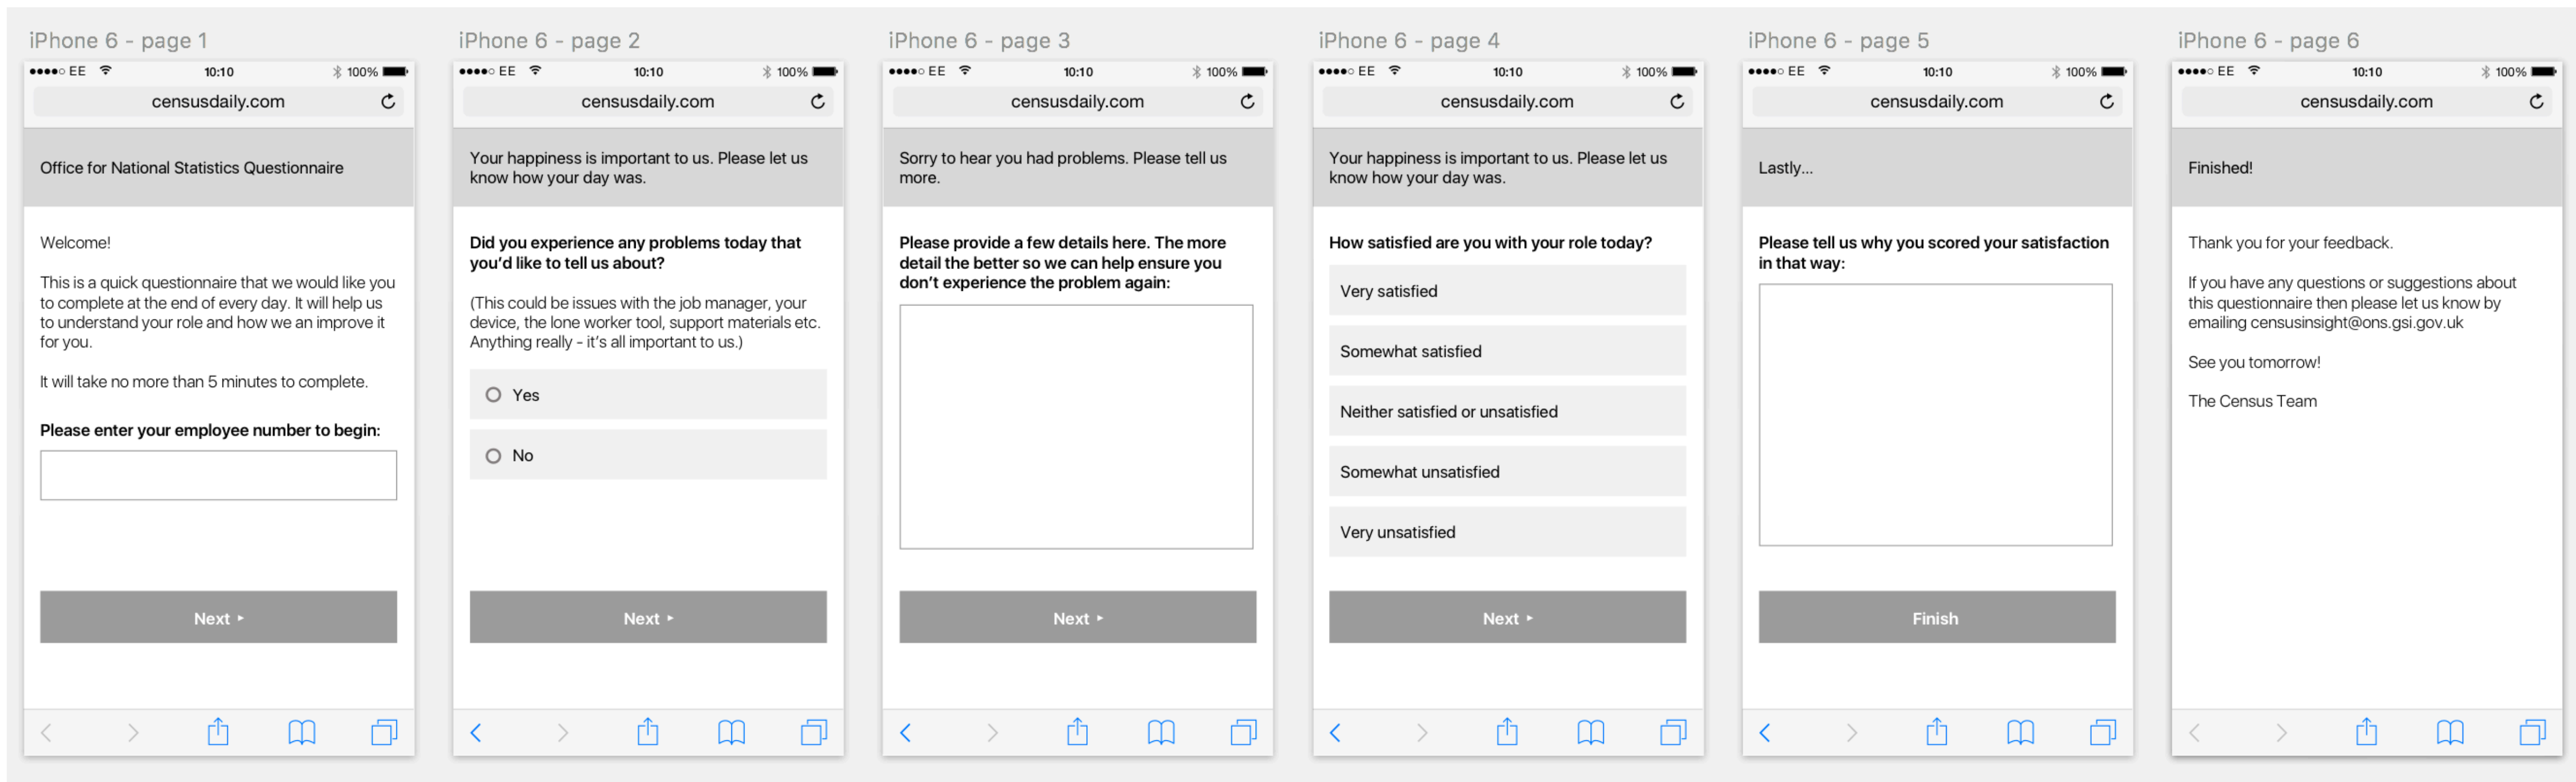 iPhone 6 - page 1
EE 10:10 100%
censusdaily.com
Office for National Statistics Questionnaire
Welcome!
This is a quick questionnaire that we would like you
to complete at the end of every day. It will help us
to understand your role and how we an improve it
for you.
It will take no more than 5 minutes to complete.
Please enter your employee number to begin:
Next ▸
iPhone 6 - page 2
EE 10:10 100%
censusdaily.com
Your happiness is important to us. Please let us
know how your day was.
Did you experience any problems today that
you’d like to tell us about?
(This could be issues with the job manager, your
device, the lone worker tool, support materials etc.
Anything really - it’s all important to us.)
Yes
No
Next ▸
iPhone 6 - page 3
EE 10:10 100%
censusdaily.com
Sorry to hear you had problems. Please tell us
more.
Please provide a few details here. The more
detail the better so we can help ensure you
don’t experience the problem again:
Next ▸
iPhone 6 - page 4
EE 10:10 100%
censusdaily.com
Your happiness is important to us. Please let us
know how your day was.
How satisfied are you with your role today?
Very satisfied
Somewhat satisfied
Neither satisfied or unsatisfied
Somewhat unsatisfied
Very unsatisfied
Next ▸
iPhone 6 - page 5
EE 10:10 100%
censusdaily.com
Lastly...
Please tell us why you scored your satisfaction
in that way:
Finish
iPhone 6 - page 6
EE 10:10 100%
censusdaily.com
Finished!
Thank you for your feedback.
If you have any questions or suggestions about
this questionnaire then please let us know by
emailing censusinsight@ons.gsi.gov.uk
See you tomorrow!
The Census Team